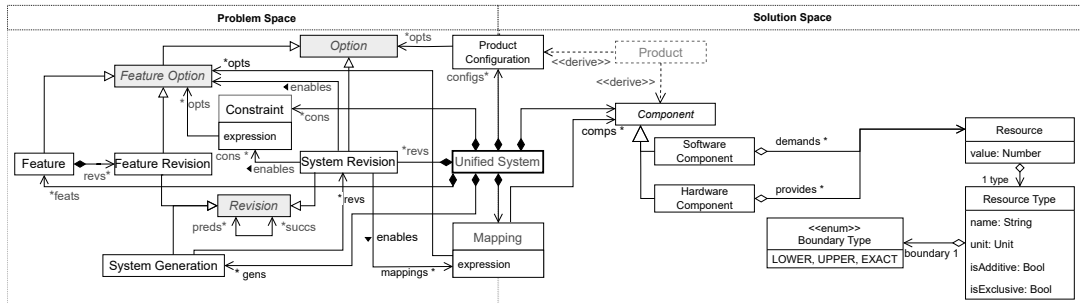 Problem Space
Solution Space
Option
*opts
Product
Configuration
configs*
<<derive>>
Product
<<derive>>
Feature Option
*opts
enables
* opts
Constraint
expression
*cons
cons *
enables
Component
comps *
Software
Component
demands *
Hardware
Component
provides *
Resource
value: Number
1 type
Feature
revs*
Feature Revision
System Revision
*revs
Unified System
*feats
Revision
preds*
*succs
* revs
enables
mappings *
Mapping
expression
System Generation
* gens
<<enum>>
Boundary Type
LOWER, UPPER, EXACT
boundary 1
Resource Type
name: String
unit: Unit
isAdditive: Bool
isExclusive: Bool